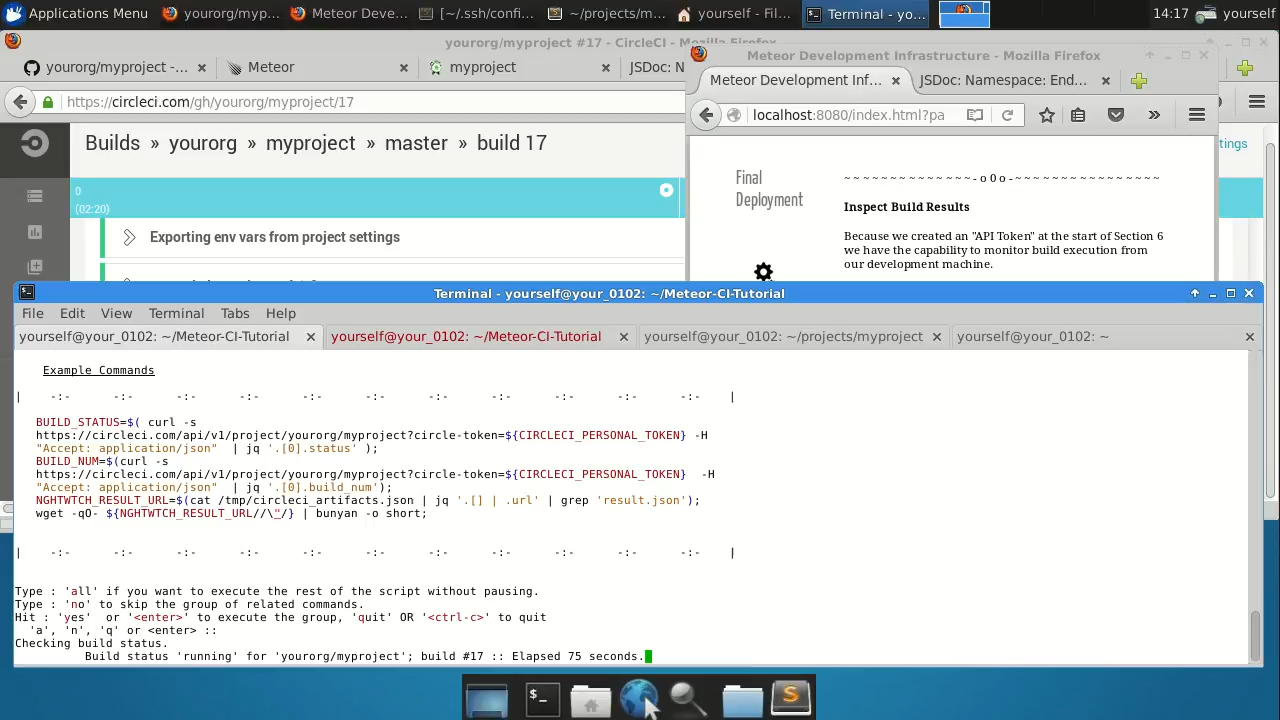 Applications Menu yourorg/myp... Meteor Deve... [~/.ssh/confi... ~/projects/m... yourself - Fil... Terminal - yo... 14:17 yourself
yourorg/myproject #17 - CircleCI - Mozilla Firefox
yourorg/myproject -... Meteor myproject JSDoc: N
https://circleci.com/gh/yourorg/myproject/17
Builds » yourorg » myproject » master » build 17
0
(02:20)
Exporting env vars from project settings
tings
Meteor Development Infrastructure - Mozilla Firefox
Meteor Development Inf... JSDoc: Namespace: End...
localhost:8080/index.html?pa
Final
Deployment
~ ~ ~ ~ ~ ~ ~ ~ ~ ~ ~ ~ ~ ~ - o 0 o - ~ ~ ~ ~ ~ ~ ~ ~ ~ ~ ~ ~ ~ ~ ~ ~
Inspect Build Results
Because we created an "API Token" at the start of Section 6
we have the capability to monitor build execution from
our development machine.
Terminal - yourself@your_0102: ~/Meteor-CI-Tutorial
File Edit View Terminal Tabs Help
yourself@your_0102: ~/Meteor-CI-Tutorial yourself@your_0102: ~/Meteor-CI-Tutorial yourself@your_0102: ~/projects/myproject yourself@your_0102: ~
Example Commands
| -:- -:- -:- -:- -:- -:- -:- -:- -:- -:- -:- |
BUILD_STATUS=$( curl -s
https://circleci.com/api/v1/project/yourorg/myproject?circle-token=${CIRCLECI_PERSONAL_TOKEN} -H
"Accept: application/json" | jq '.[0].status' );
BUILD_NUM=$(curl -s
https://circleci.com/api/v1/project/yourorg/myproject?circle-token=${CIRCLECI_PERSONAL_TOKEN} -H
"Accept: application/json" | jq '.[0].build_num');
NGHTWTCH_RESULT_URL=$(cat /tmp/circleci_artifacts.json | jq '.[] | .url' | grep 'result.json');
wget -qO- ${NGHTWTCH_RESULT_URL//\"/} | bunyan -o short;
| -:- -:- -:- -:- -:- -:- -:- -:- -:- -:- -:- |
Type : 'all' if you want to execute the rest of the script without pausing.
Type : 'no' to skip the group of related commands.
Hit : 'yes' or '<enter>' to execute the group, 'quit' OR '<ctrl-c>' to quit
'a', 'n', 'q' or <enter> ::
Checking build status.
Build status 'running' for 'yourorg/myproject'; build #17 :: Elapsed 75 seconds.